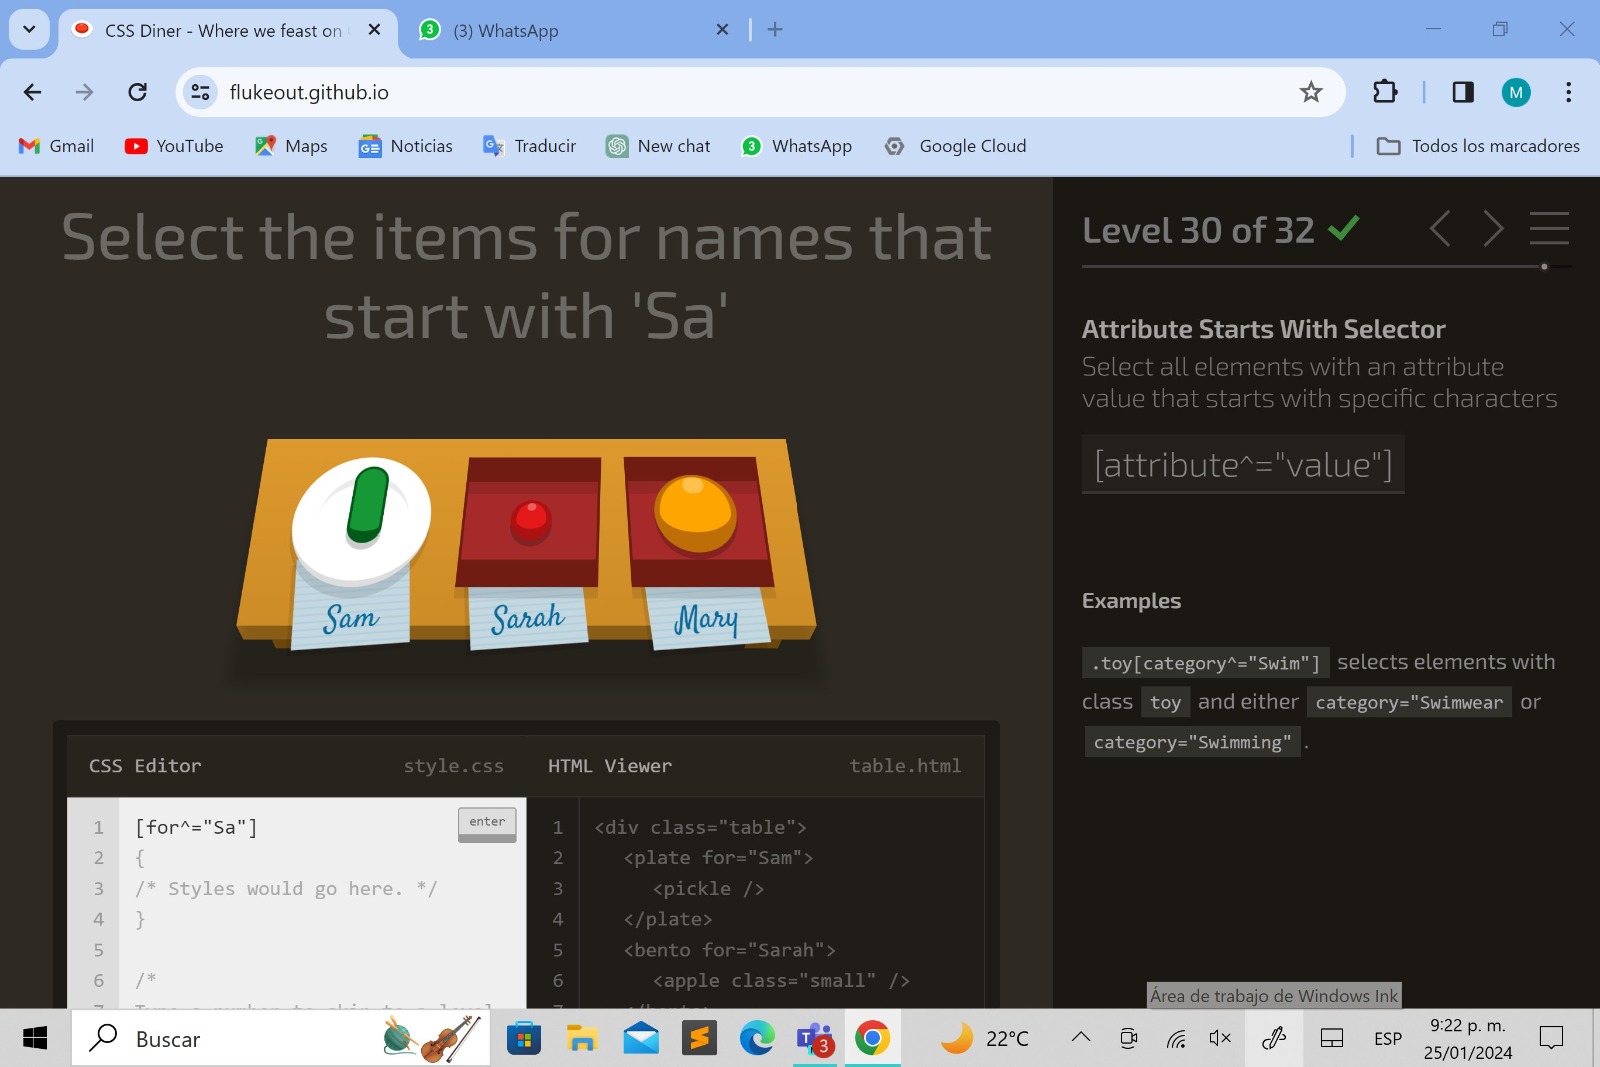 CSS Diner - Where we feast on
(3) WhatsApp
flukeout.github.io
M
Gmail
YouTube
Maps
Noticias
Traducir
New chat
3
WhatsApp
Google Cloud
Todos los marcadores
Select the items for names that
start with 'Sa'
Sam
Sarah
Mary
Level 30 of 32
Attribute Starts With Selector
Select all elements with an attribute
value that starts with specific characters
[attribute^="value"]
Examples
.toy[category^="Swim"] selects elements with
class toy and either category="Swimwear or
category="Swimming" .
CSS Editor style.css
HTML Viewer table.html
1 [for^="Sa"]
enter
2 {
3 /* Styles would go here. */
4 }
5
6 /*
1 <div class="table">
2 <plate for="Sam">
3 <pickle />
4 </plate>
5 <bento for="Sarah">
6 <apple class="small" />
Área de trabajo de Windows Ink
Buscar
3
22°C
ESP
9:22 p. m.
25/01/2024